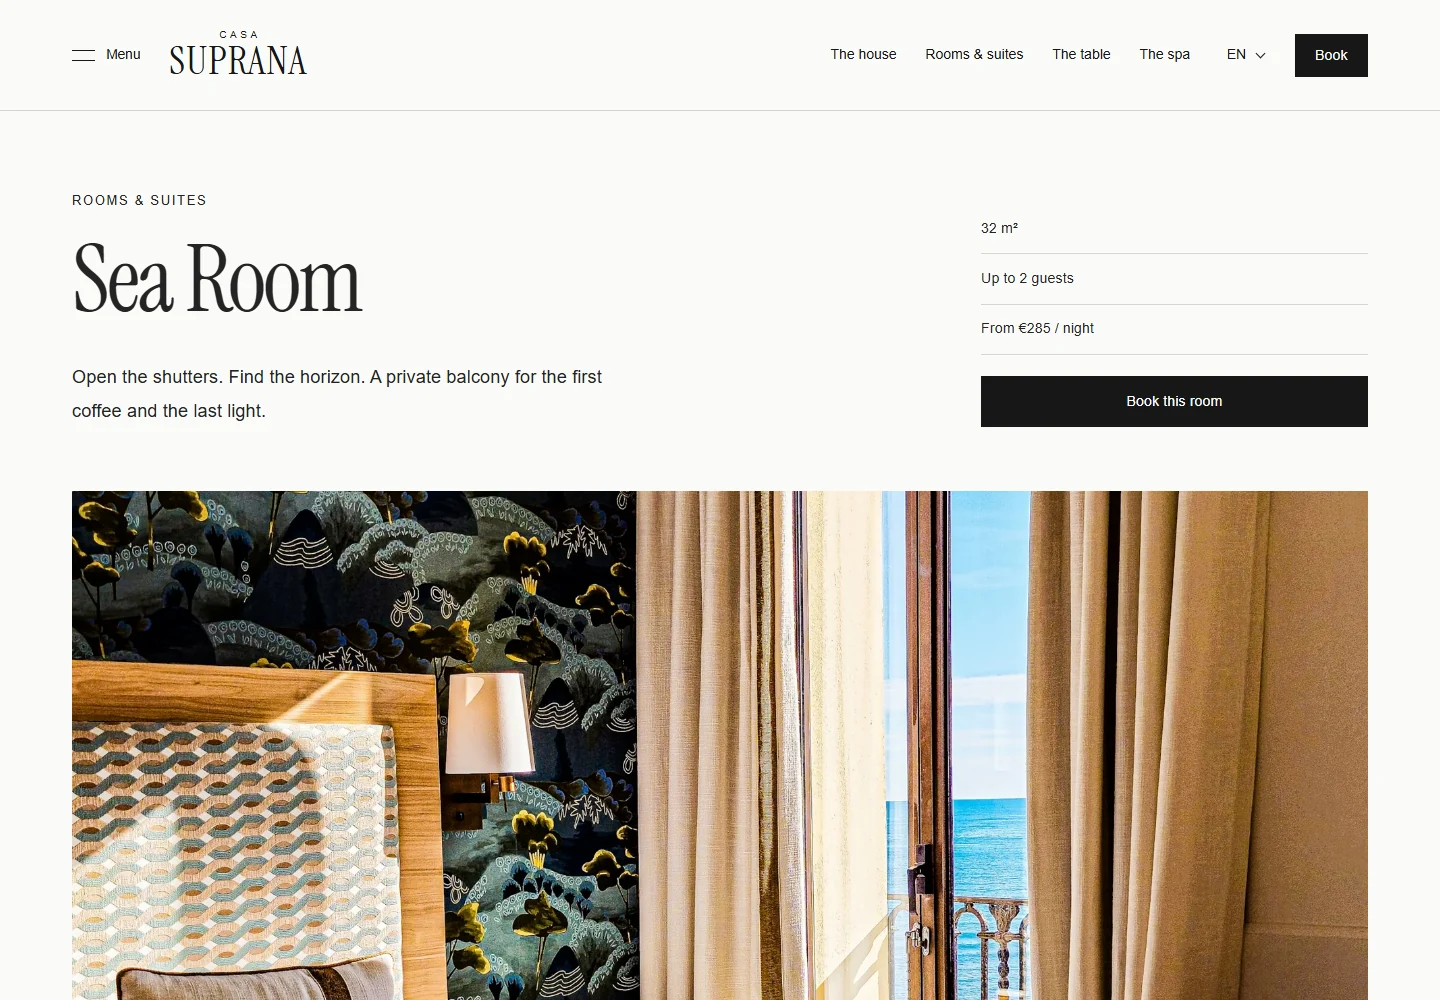 Menu
CASA
SUPRANA
The house
Rooms & suites
The table
The spa
EN
Book
ROOMS & SUITES
Sea Room
Open the shutters. Find the horizon. A private balcony for the first
coffee and the last light.
32 m²
Up to 2 guests
From €285 / night
Book this room